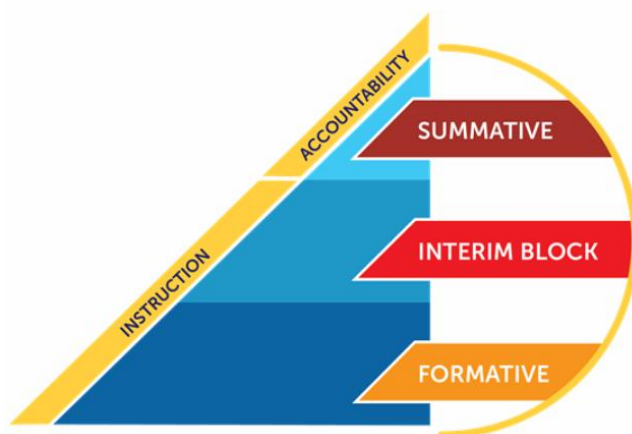 ACCOUNTABILITY
SUMMATIVE
INSTRUCTION
INTERIM BLOCK
FORMATIVE